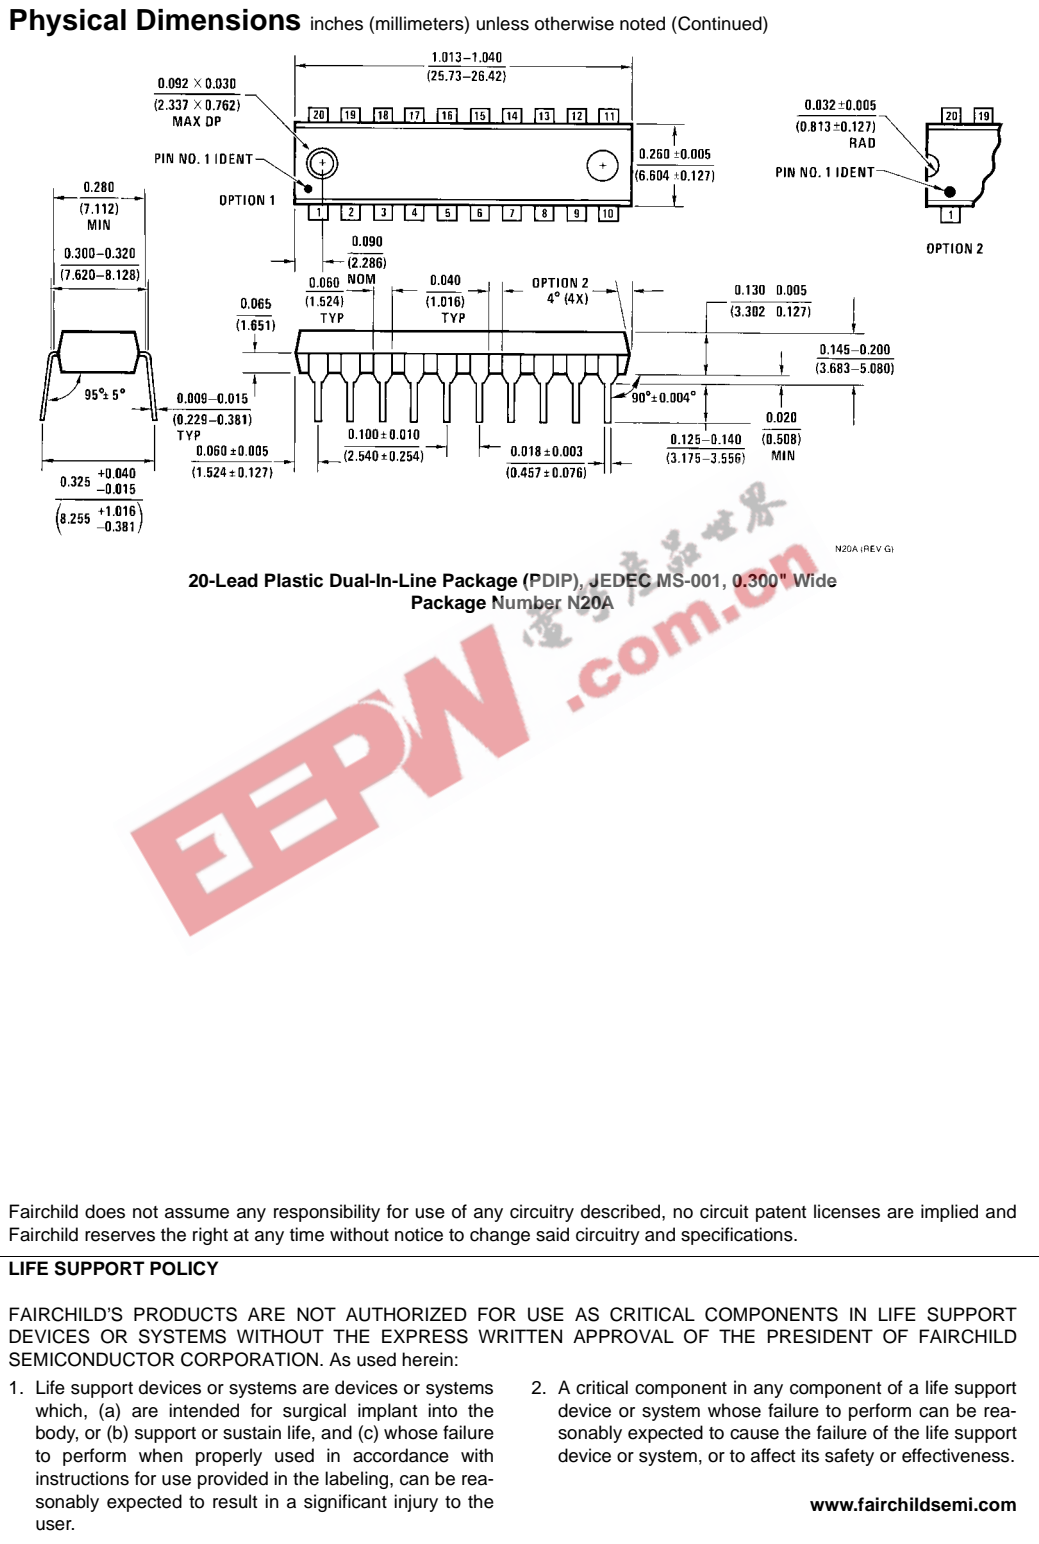 Physical Dimensions inches (millimeters) unless otherwise noted (Continued)
1.013–1.040
(25.73–26.42)
0.092 × 0.030
(2.337 × 0.762)
MAX DP
20 19 18 17 16 15 14 13 12 11
0.032 ±0.005
(0.813 ±0.127)
RAD
20 19
PIN NO. 1 IDENT
0.260 ±0.005
(6.604 ±0.127)
PIN NO. 1 IDENT
OPTION 1
1 2 3 4 5 6 7 8 9 10
1
OPTION 2
0.280
(7.112)
MIN
0.090
(2.286)
NOM
0.300–0.320
(7.620–8.128)
0.060
(1.524)
TYP
0.040
(1.016)
TYP
OPTION 2
4° (4X)
0.065
(1.651)
0.130 0.005
(3.302 0.127)
0.145–0.200
(3.683–5.080)
95°± 5°
0.009–0.015
(0.229–0.381)
TYP
90°±0.004°
0.020
(0.508)
MIN
0.100±0.010
(2.540±0.254)
0.125–0.140
(3.175–3.556)
0.060 ±0.005
(1.524±0.127)
0.018±0.003
(0.457±0.076)
0.325 +0.040
–0.015
(8.255 +1.016
–0.381)
N20A (REV G)
20-Lead Plastic Dual-In-Line Package (PDIP), JEDEC MS-001, 0.300" Wide
Package Number N20A
EEPW.com.cn
电子产品世界
Fairchild does not assume any responsibility for use of any circuitry described, no circuit patent licenses are implied and
Fairchild reserves the right at any time without notice to change said circuitry and specifications.
LIFE SUPPORT POLICY
FAIRCHILD'S PRODUCTS ARE NOT AUTHORIZED FOR USE AS CRITICAL COMPONENTS IN LIFE SUPPORT
DEVICES OR SYSTEMS WITHOUT THE EXPRESS WRITTEN APPROVAL OF THE PRESIDENT OF FAIRCHILD
SEMICONDUCTOR CORPORATION. As used herein:
1. Life support devices or systems are devices or systems
which, (a) are intended for surgical implant into the
body, or (b) support or sustain life, and (c) whose failure
to perform when properly used in accordance with
instructions for use provided in the labeling, can be rea-
sonably expected to result in a significant injury to the
user.
2. A critical component in any component of a life support
device or system whose failure to perform can be rea-
sonably expected to cause the failure of the life support
device or system, or to affect its safety or effectiveness.
www.fairchildsemi.com